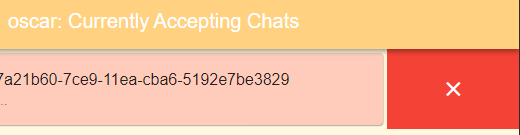 oscar: Currently Accepting Chats
7a21b60-7ce9-11ea-cba6-5192e7be3829
..
×